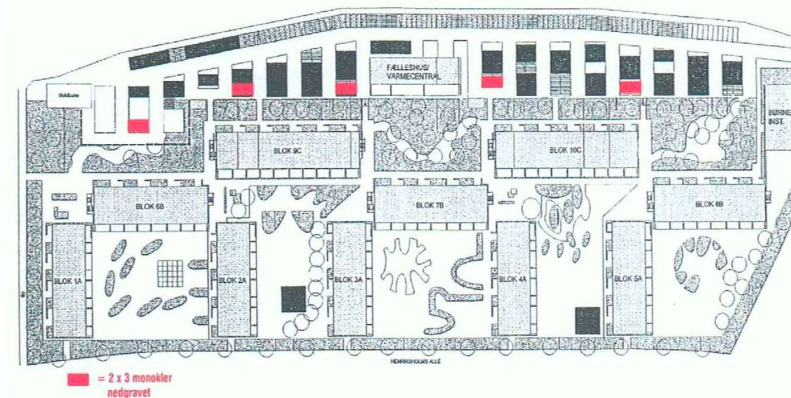 FÆLLESHUS/
VARMECENTRAL
BØRNE
INST.
BLOK 9C
BLOK 10C
BLOK 6B
BLOK 7B
BLOK 8B
BLOK 1A
BLOK 2A
BLOK 3A
BLOK 4A
BLOK 5A
HENRIKSHOLMS ALLÉ
= 2 x 3 monokler
nedgravet